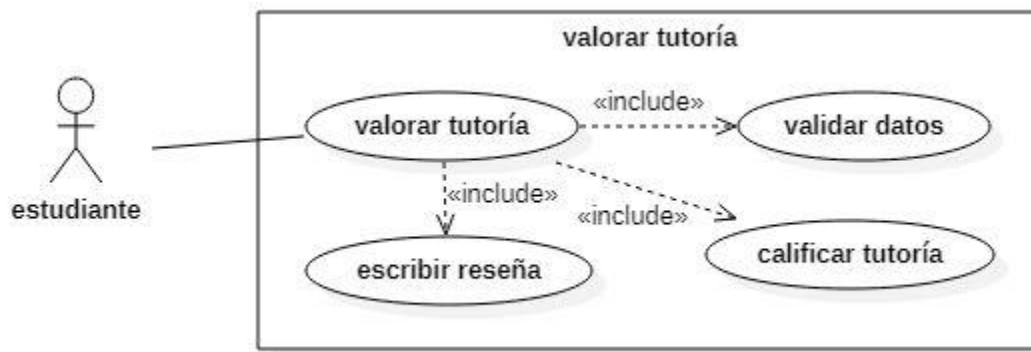 valorar tutoría
«include»
valorar tutoría
validar datos
estudiante
«include»
«include»
escribir reseña
calificar tutoría